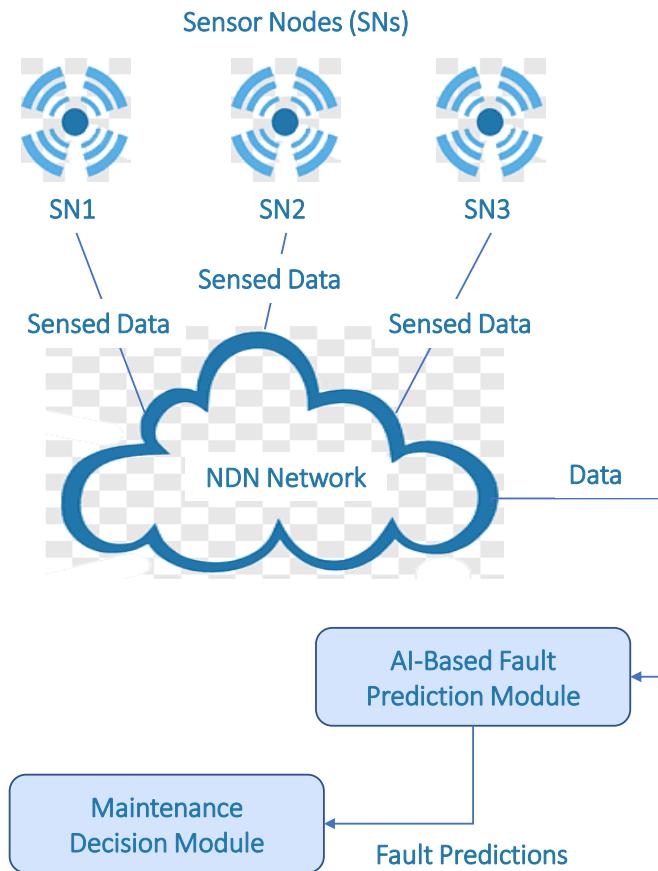 Sensor Nodes (SNs)
SN1
SN2
SN3
Sensed Data
Sensed Data
Sensed Data
NDN Network
Data
AI-Based Fault
Prediction Module
Maintenance
Decision Module
Fault Predictions